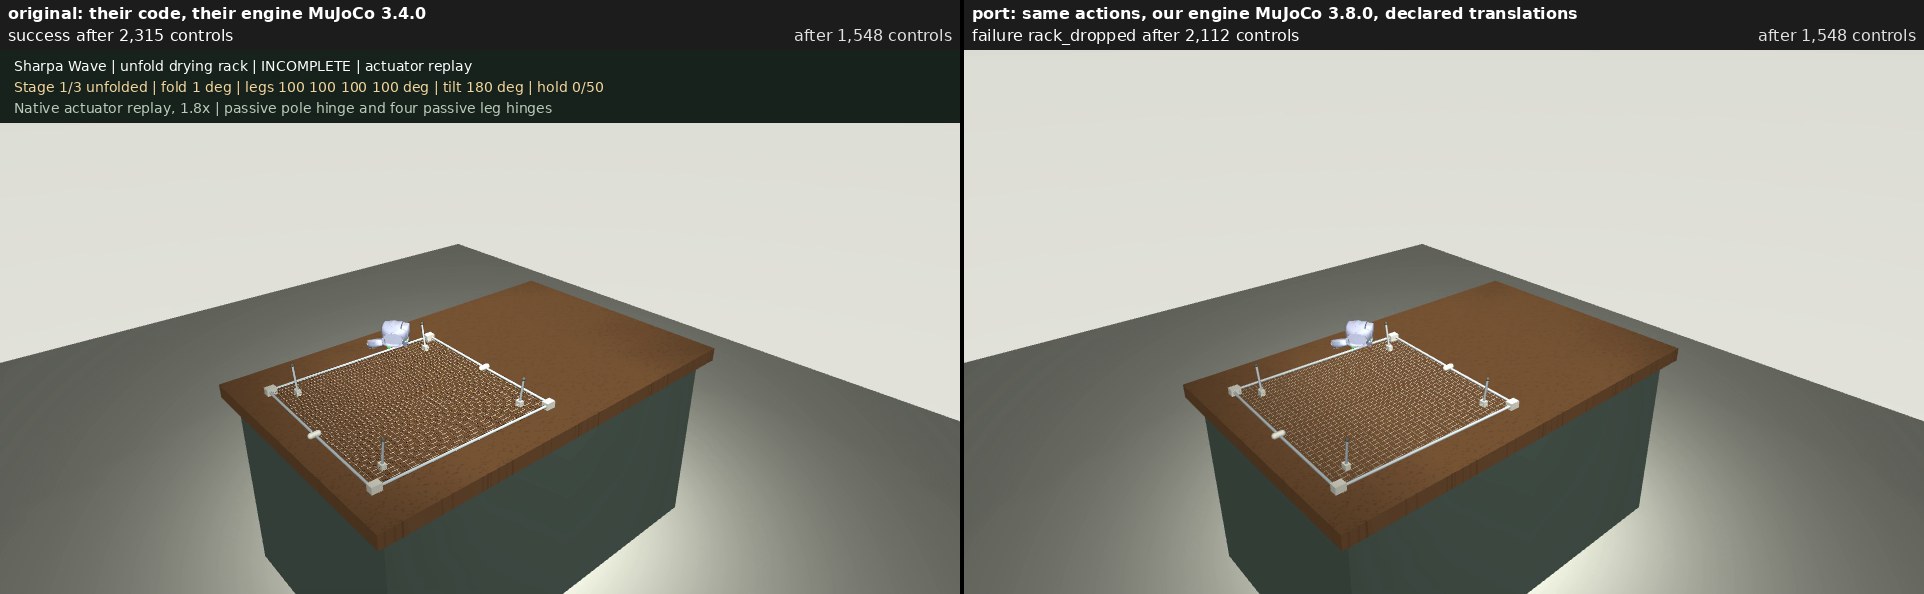 original: their code, their engine MuJoCo 3.4.0
success after 2,315 controls
after 1,548 controls
Sharpa Wave | unfold drying rack | INCOMPLETE | actuator replay
Stage 1/3 unfolded | fold 1 deg | legs 100 100 100 100 deg | tilt 180 deg | hold 0/50
Native actuator replay, 1.8x | passive pole hinge and four passive leg hinges
port: same actions, our engine MuJoCo 3.8.0, declared translations
failure rack_dropped after 2,112 controls
after 1,548 controls